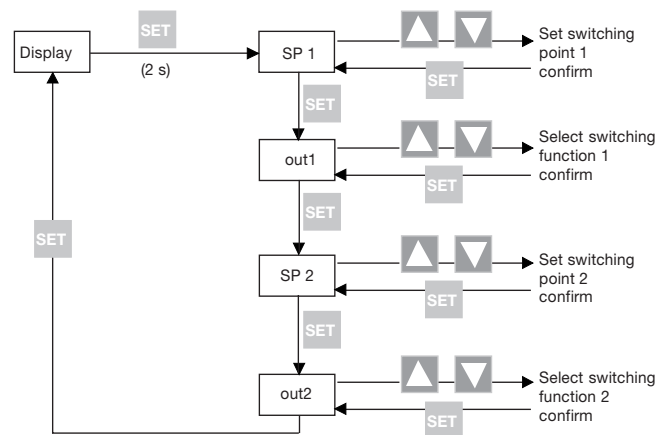 SET
Display
(2 s)
SP 1
Set switching
point 1
confirm
SET
SET
out1
Select switching
function 1
confirm
SET
SET
SET
SP 2
Set switching
point 2
confirm
SET
SET
out2
Select switching
function 2
confirm
SET